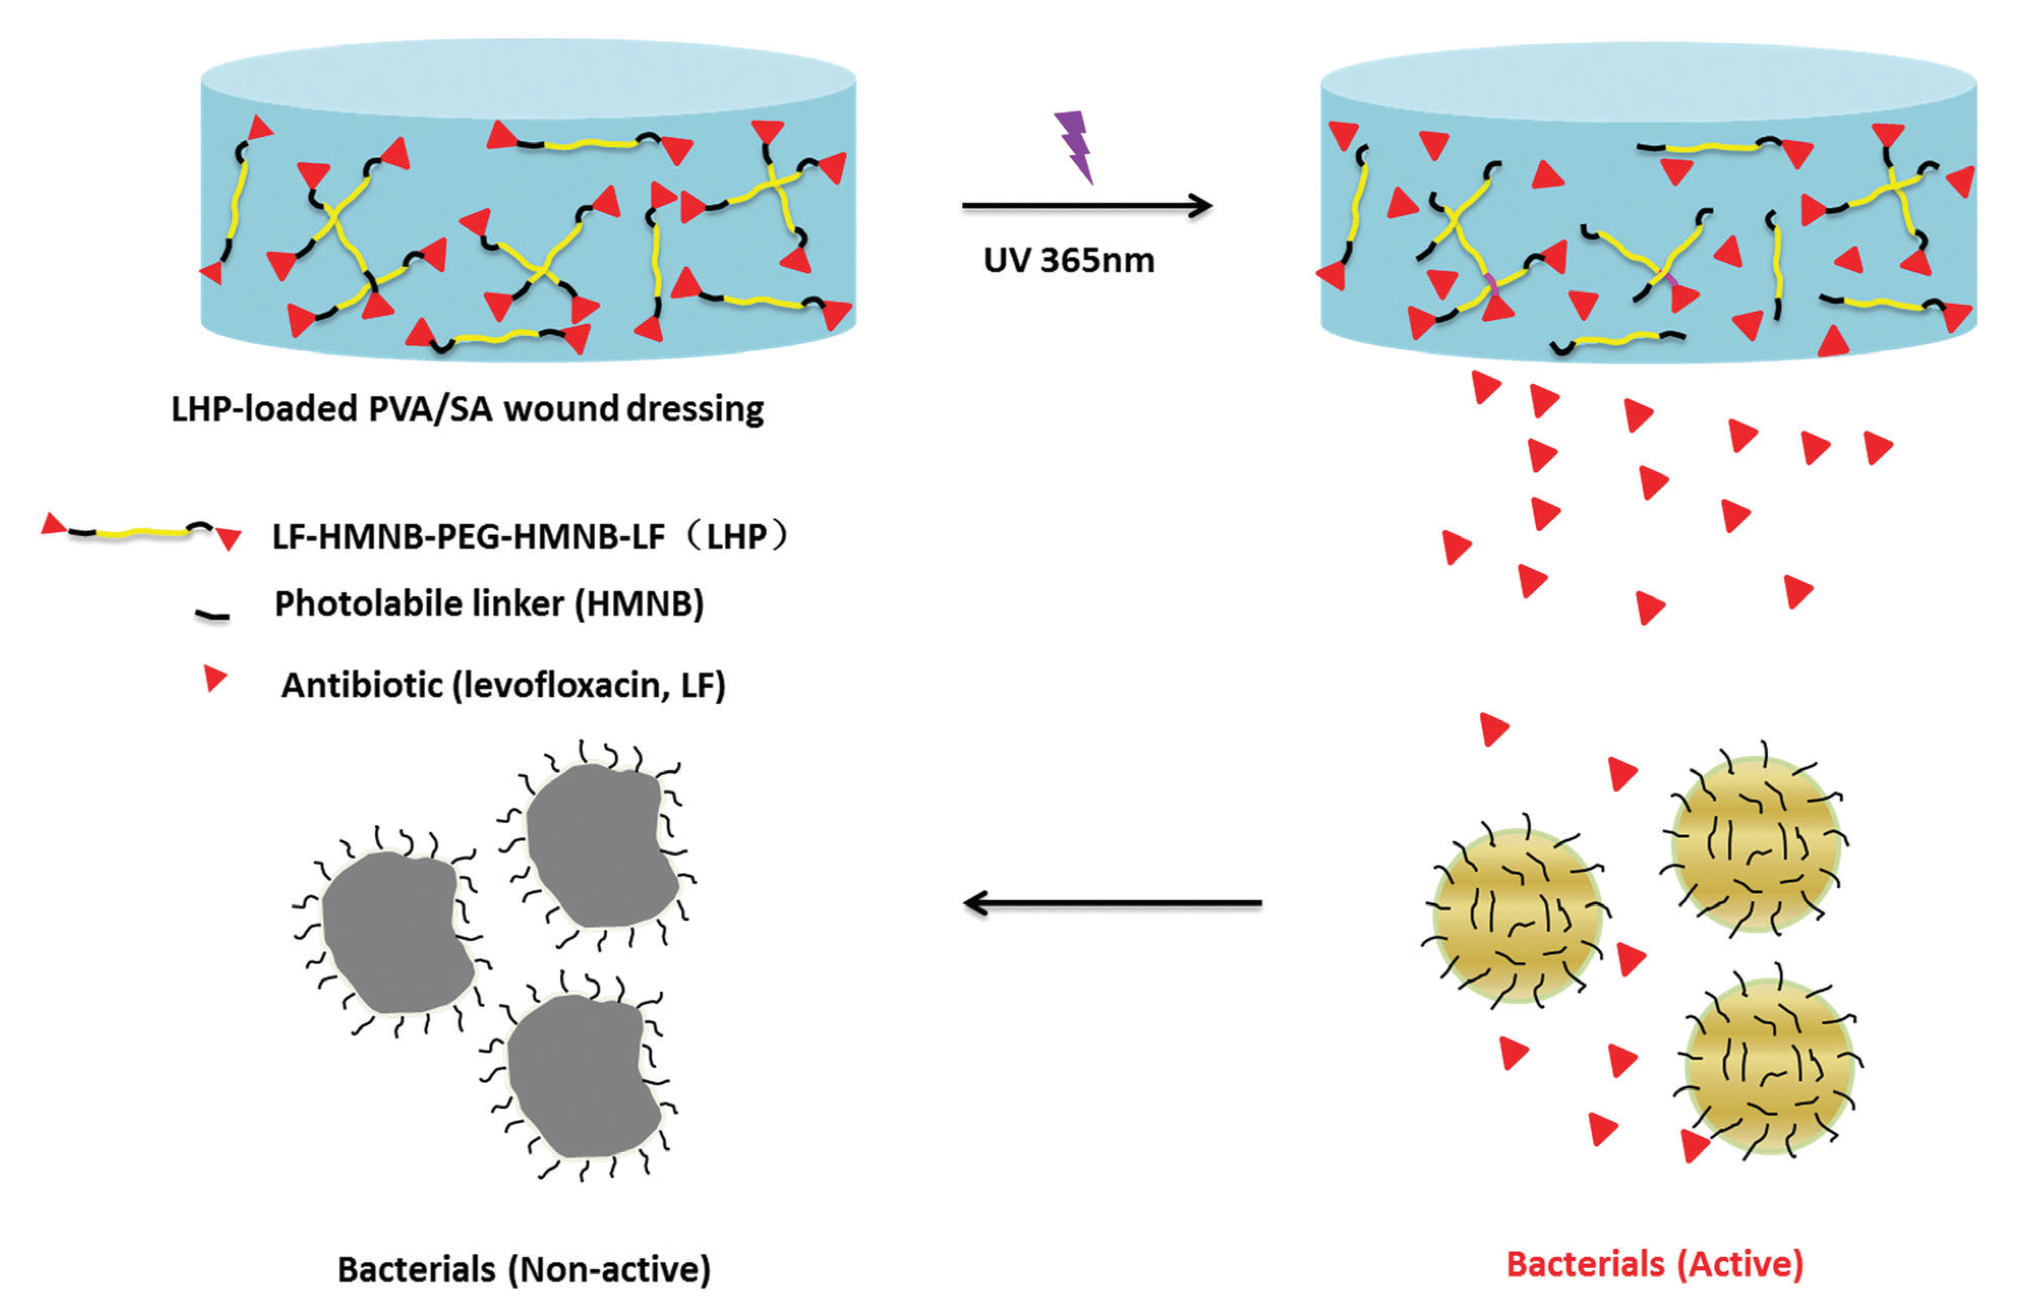 UV 365nm
LHP-loaded PVA/SA wound dressing
LF-HMNB-PEG-HMNB-LF（LHP）
Photolabile linker (HMNB)
Antibiotic (levofloxacin, LF)
Bacterials (Non-active)
Bacterials (Active)